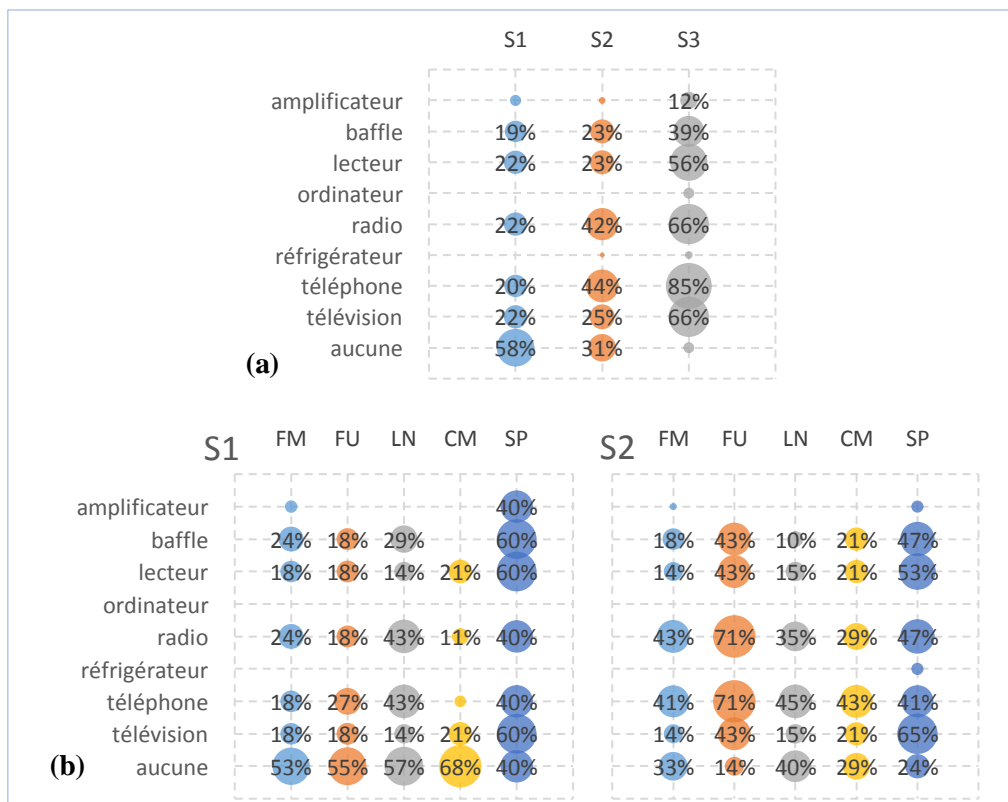 S1 S2 S3
amplificateur 12%
baffle 19% 23% 39%
lecteur 22% 23% 56%
ordinateur
radio 22% 42% 66%
réfrigérateur
téléphone 20% 44% 85%
télévision 22% 25% 66%
aucune 58% 31%
(a)
S1 FM FU LN CM SP S2 FM FU LN CM SP
amplificateur 40%
baffle 24% 18% 29% 60% 18% 43% 10% 21% 47%
lecteur 18% 18% 14% 21% 60% 14% 43% 15% 21% 53%
ordinateur
radio 24% 18% 43% 11% 40% 43% 71% 35% 29% 47%
réfrigérateur
téléphone 18% 27% 43% 40% 41% 71% 45% 43% 41%
télévision 18% 18% 14% 21% 60% 14% 43% 15% 21% 65%
(b) aucune 53% 55% 57% 68% 40% 33% 14% 40% 29% 24%